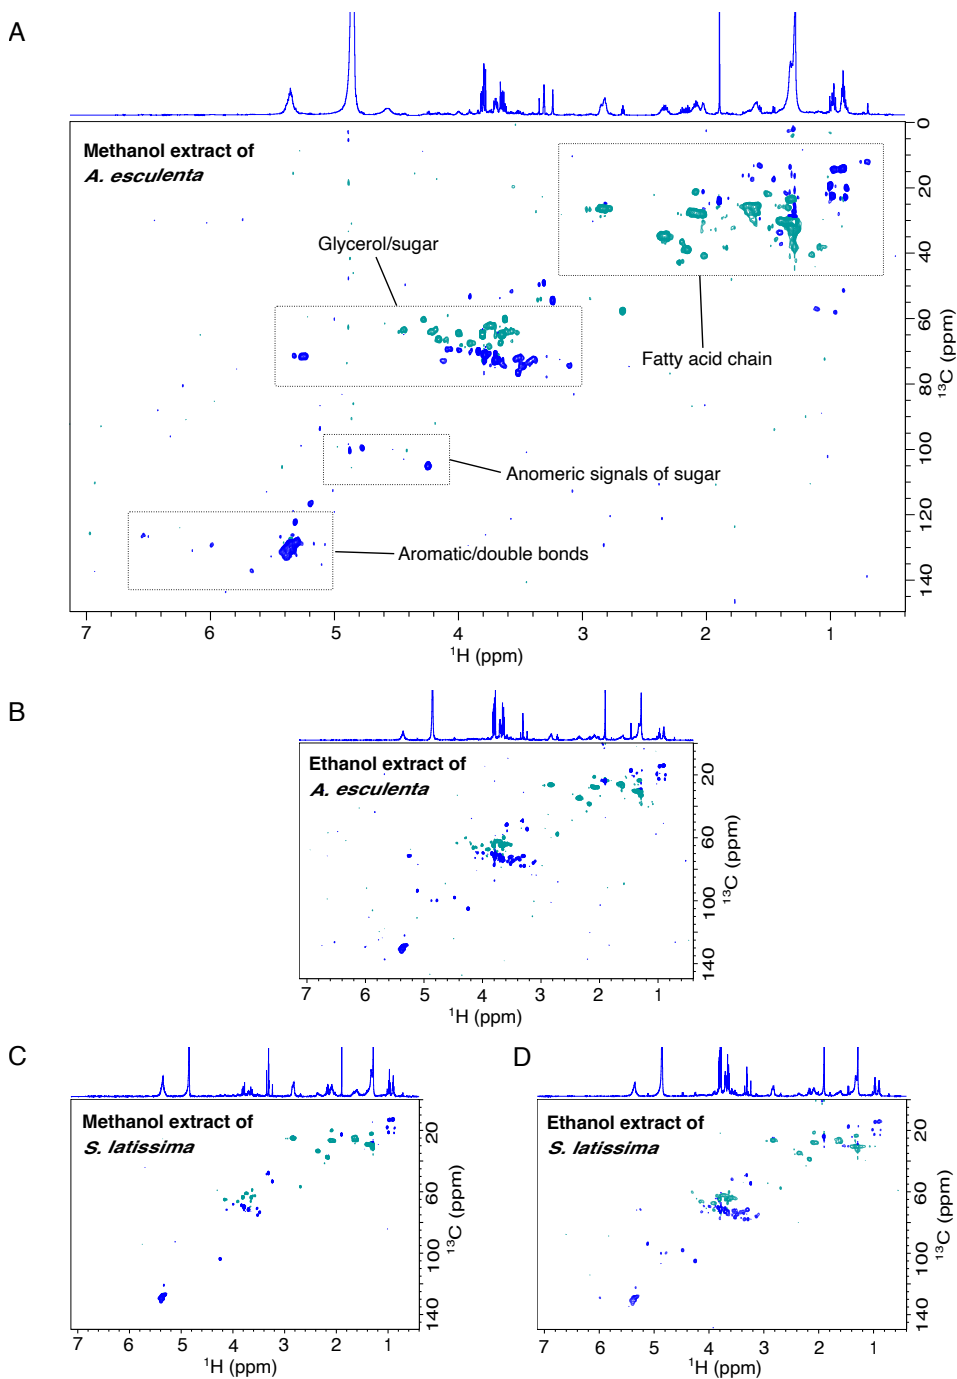 A
Methanol extract of
A. esculenta
Glycerol/sugar
Fatty acid chain
Anomeric signals of sugar
Aromatic/double bonds
0
20
40
60
80
100
120
140
¹³C (ppm)
7 6 5 4 3 2 1
¹H (ppm)
B
Ethanol extract of
A. esculenta
20
60
100
140
¹³C (ppm)
7 6 5 4 3 2 1
¹H (ppm)
C
Methanol extract of
S. latissima
20
60
100
140
¹³C (ppm)
7 6 5 4 3 2 1
¹H (ppm)
D
Ethanol extract of
S. latissima
20
60
100
140
¹³C (ppm)
7 6 5 4 3 2 1
¹H (ppm)